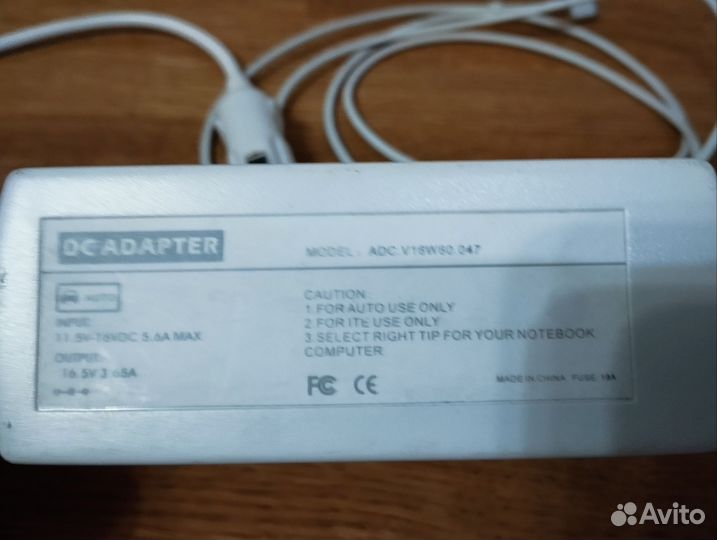 DC ADAPTER
MODEL: ADC V16W60 047
AUTO
INPUT:
11.5V-16VDC 5.6A MAX
OUTPUT:
16.5V 3.65A
CAUTION:
1.FOR AUTO USE ONLY
2.FOR ITE USE ONLY
3.SELECT RIGHT TIP FOR YOUR NOTEBOOK
COMPUTER
FC CE
MADE IN CHINA FUSE:
Avito